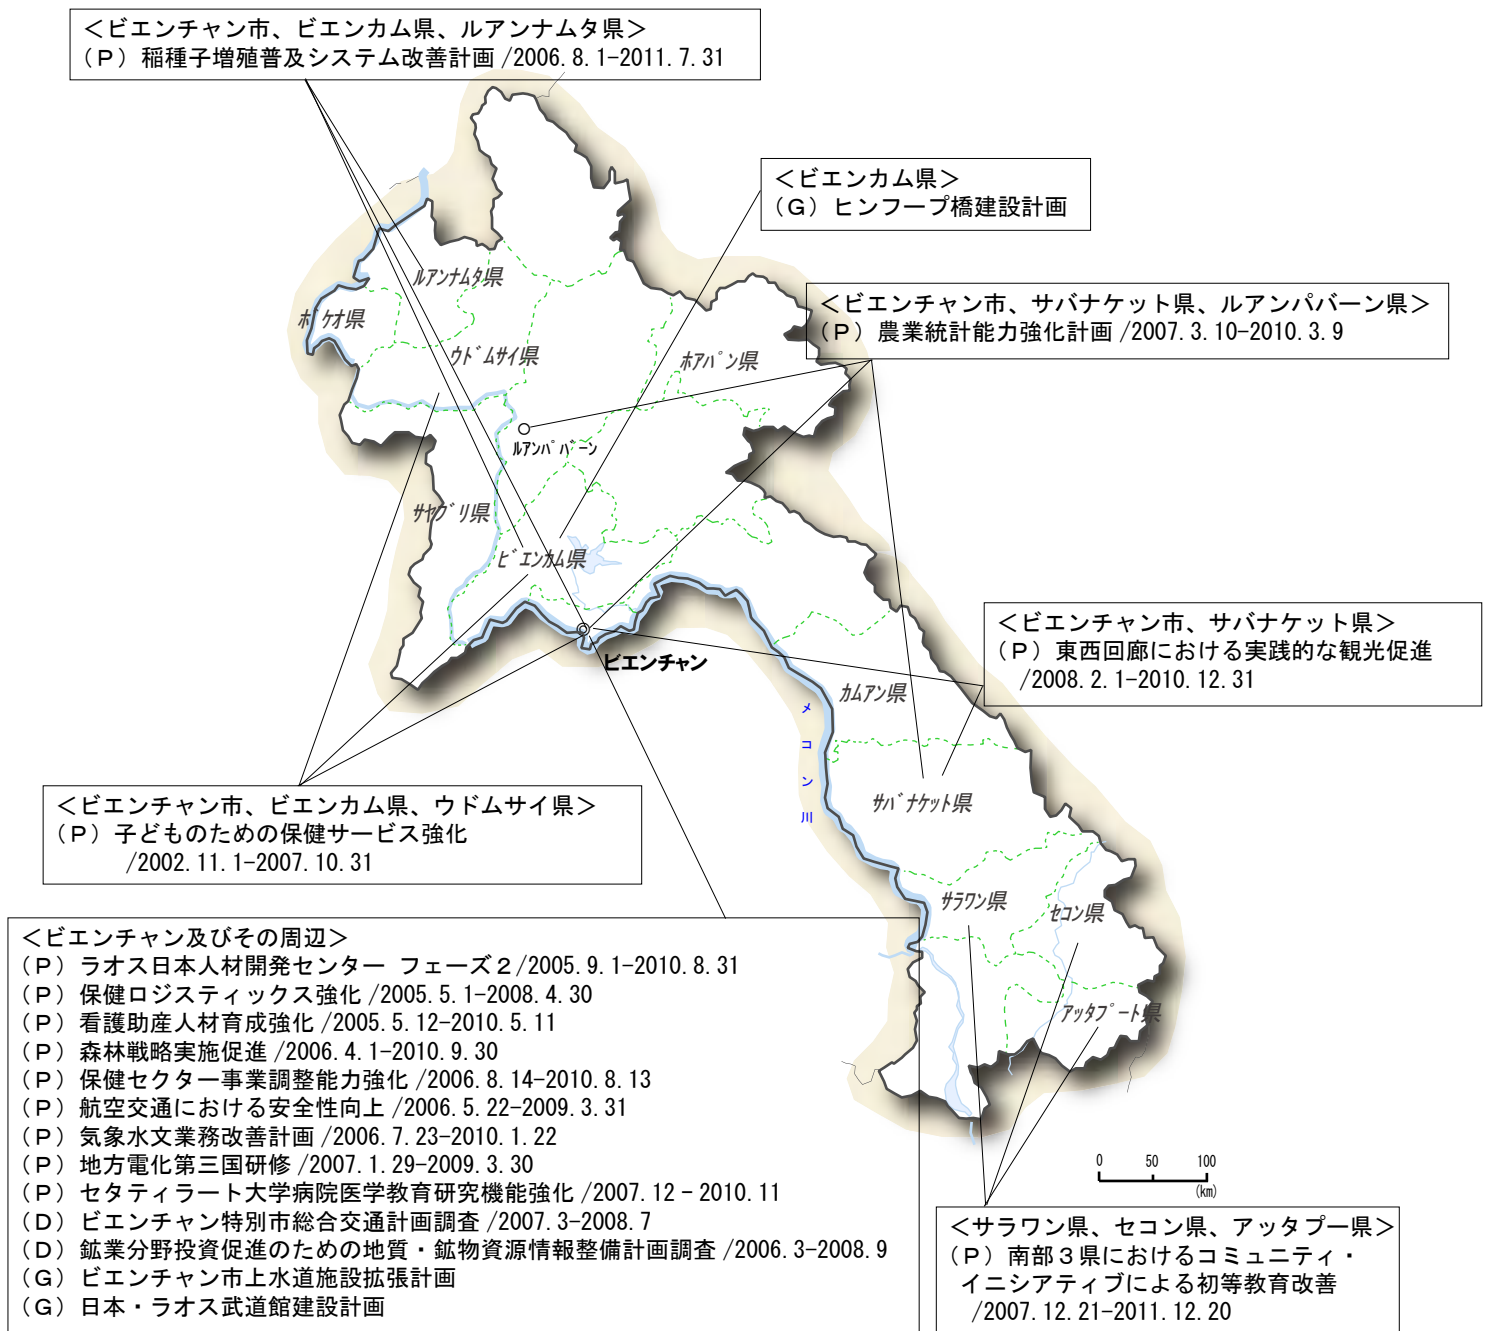 ＜ビエンチャン市、ビエンカム県、ルアンナムタ県＞
（Ｐ）稲種子増殖普及システム改善計画 /2006.8.1-2011.7.31
＜ビエンカム県＞
（Ｇ）ヒンフープ橋建設計画
＜ビエンチャン市、サバナケット県、ルアンパバーン県＞
（Ｐ）農業統計能力強化計画 /2007.3.10-2010.3.9
ルアンナムタ県
ボケオ県
ウドムサイ県
ホアパン県
ルアンパバーン
サヤブリ県
ビエンカム県
ビエンチャン
＜ビエンチャン市、サバナケット県＞
（Ｐ）東西回廊における実践的な観光促進
/2008.2.1-2010.12.31
カムアン県
メコン川
サバナケット県
＜ビエンチャン市、ビエンカム県、ウドムサイ県＞
（Ｐ）子どものための保健サービス強化
/2002.11.1-2007.10.31
サラワン県
セコン県
アッタプート県
＜ビエンチャン及びその周辺＞
（Ｐ）ラオス日本人材開発センター フェーズ２/2005.9.1-2010.8.31
（Ｐ）保健ロジスティックス強化 /2005.5.1-2008.4.30
（Ｐ）看護助産人材育成強化 /2005.5.12-2010.5.11
（Ｐ）森林戦略実施促進 /2006.4.1-2010.9.30
（Ｐ）保健セクター事業調整能力強化 /2006.8.14-2010.8.13
（Ｐ）航空交通における安全性向上 /2006.5.22-2009.3.31
（Ｐ）気象水文業務改善計画 /2006.7.23-2010.1.22
（Ｐ）地方電化第三国研修 /2007.1.29-2009.3.30
（Ｐ）セタティラート大学病院医学教育研究機能強化 /2007.12－2010.11
（Ｄ）ビエンチャン特別市総合交通計画調査 /2007.3-2008.7
（Ｄ）鉱業分野投資促進のための地質・鉱物資源情報整備計画調査 /2006.3-2008.9
（Ｇ）ビエンチャン市上水道施設拡張計画
（Ｇ）日本・ラオス武道館建設計画
0 50 100
(km)
＜サラワン県、セコン県、アッタプー県＞
（Ｐ）南部３県におけるコミュニティ・
イニシアティブによる初等教育改善
/2007.12.21-2011.12.20